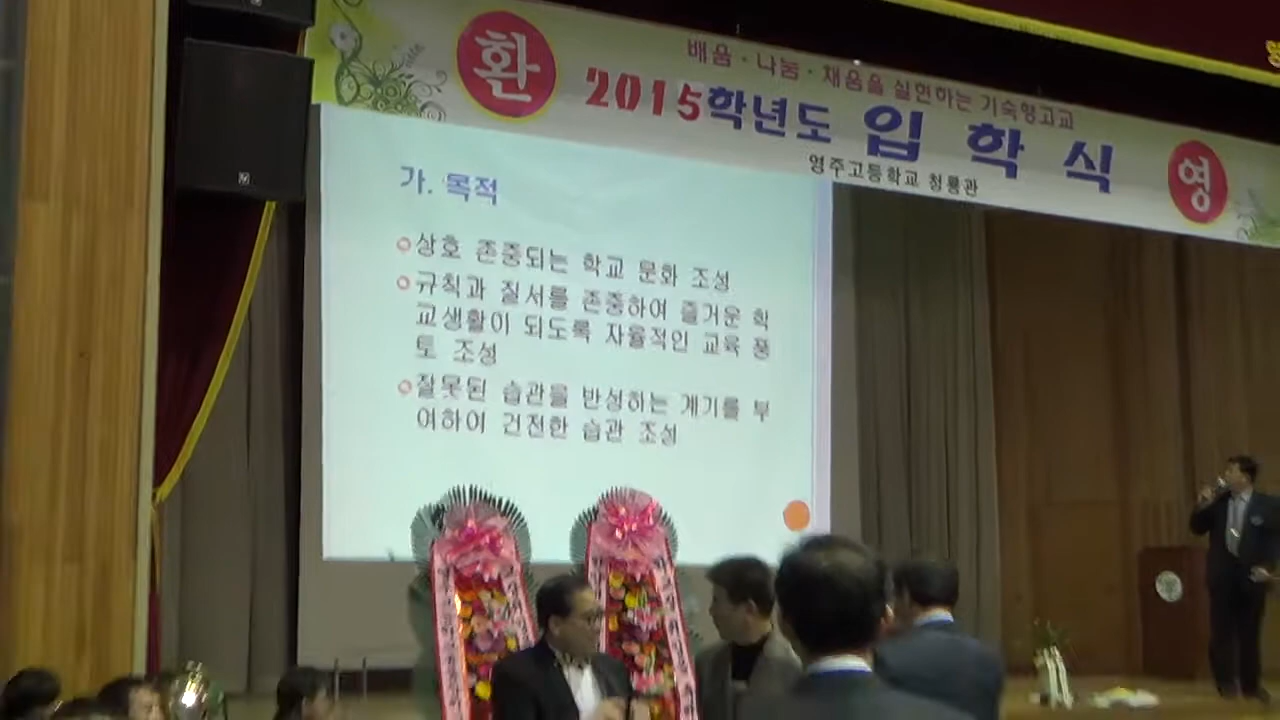 환
배움 · 나눔 · 채움을 실현하는 기숙형고교
2015학년도 입 학 식
영주고등학교 청룡관
영
가. 목적
상호 존중되는 학교 문화 조성
규칙과 질서를 존중하여 즐거운 학
교생활이 되도록 자율적인 교육 풍
토 조성
잘못된 습관을 반성하는 계기를 부
여하여 건전한 습관 조성